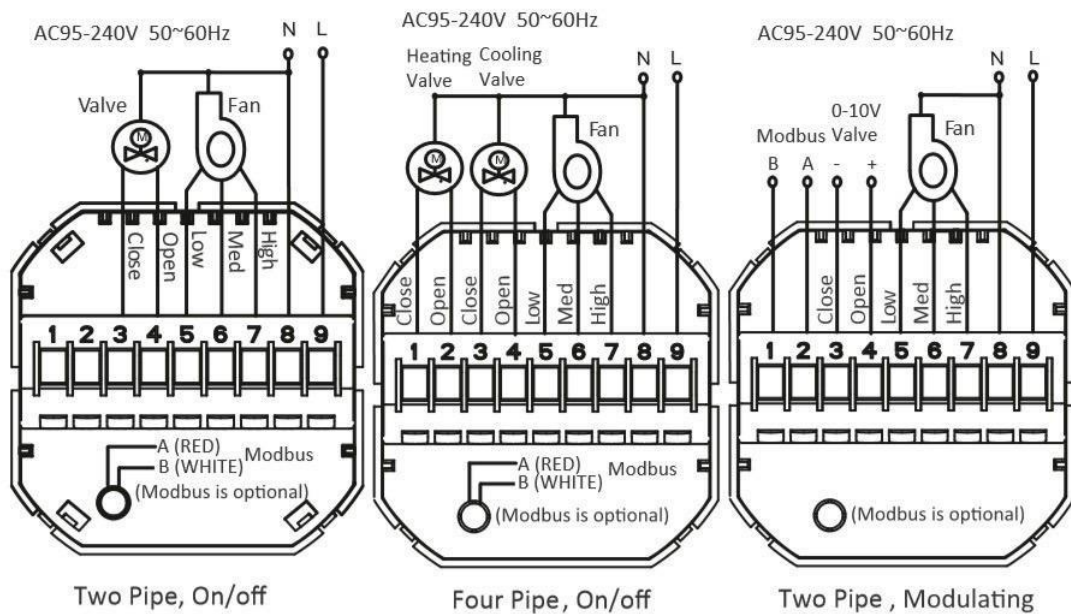 AC95-240V 50~60Hz
N L
Valve
Fan
M
Close
Open
Low
Med
High
1 2 3 4 5 6 7 8 9
A (RED)
B (WHITE)
Modbus
(Modbus is optional)
Two Pipe, On/off
AC95-240V 50~60Hz
Heating Valve
Cooling Valve
N L
Fan
M
M
Close
Open
Close
Open
Low
Med
High
1 2 3 4 5 6 7 8 9
A (RED)
B (WHITE)
Modbus
(Modbus is optional)
Four Pipe, On/off
AC95-240V 50~60Hz
N L
0-10V
Modbus Valve
Fan
B A - +
Close
Open
Low
Med
High
1 2 3 4 5 6 7 8 9
(Modbus is optional)
Two Pipe , Modulating